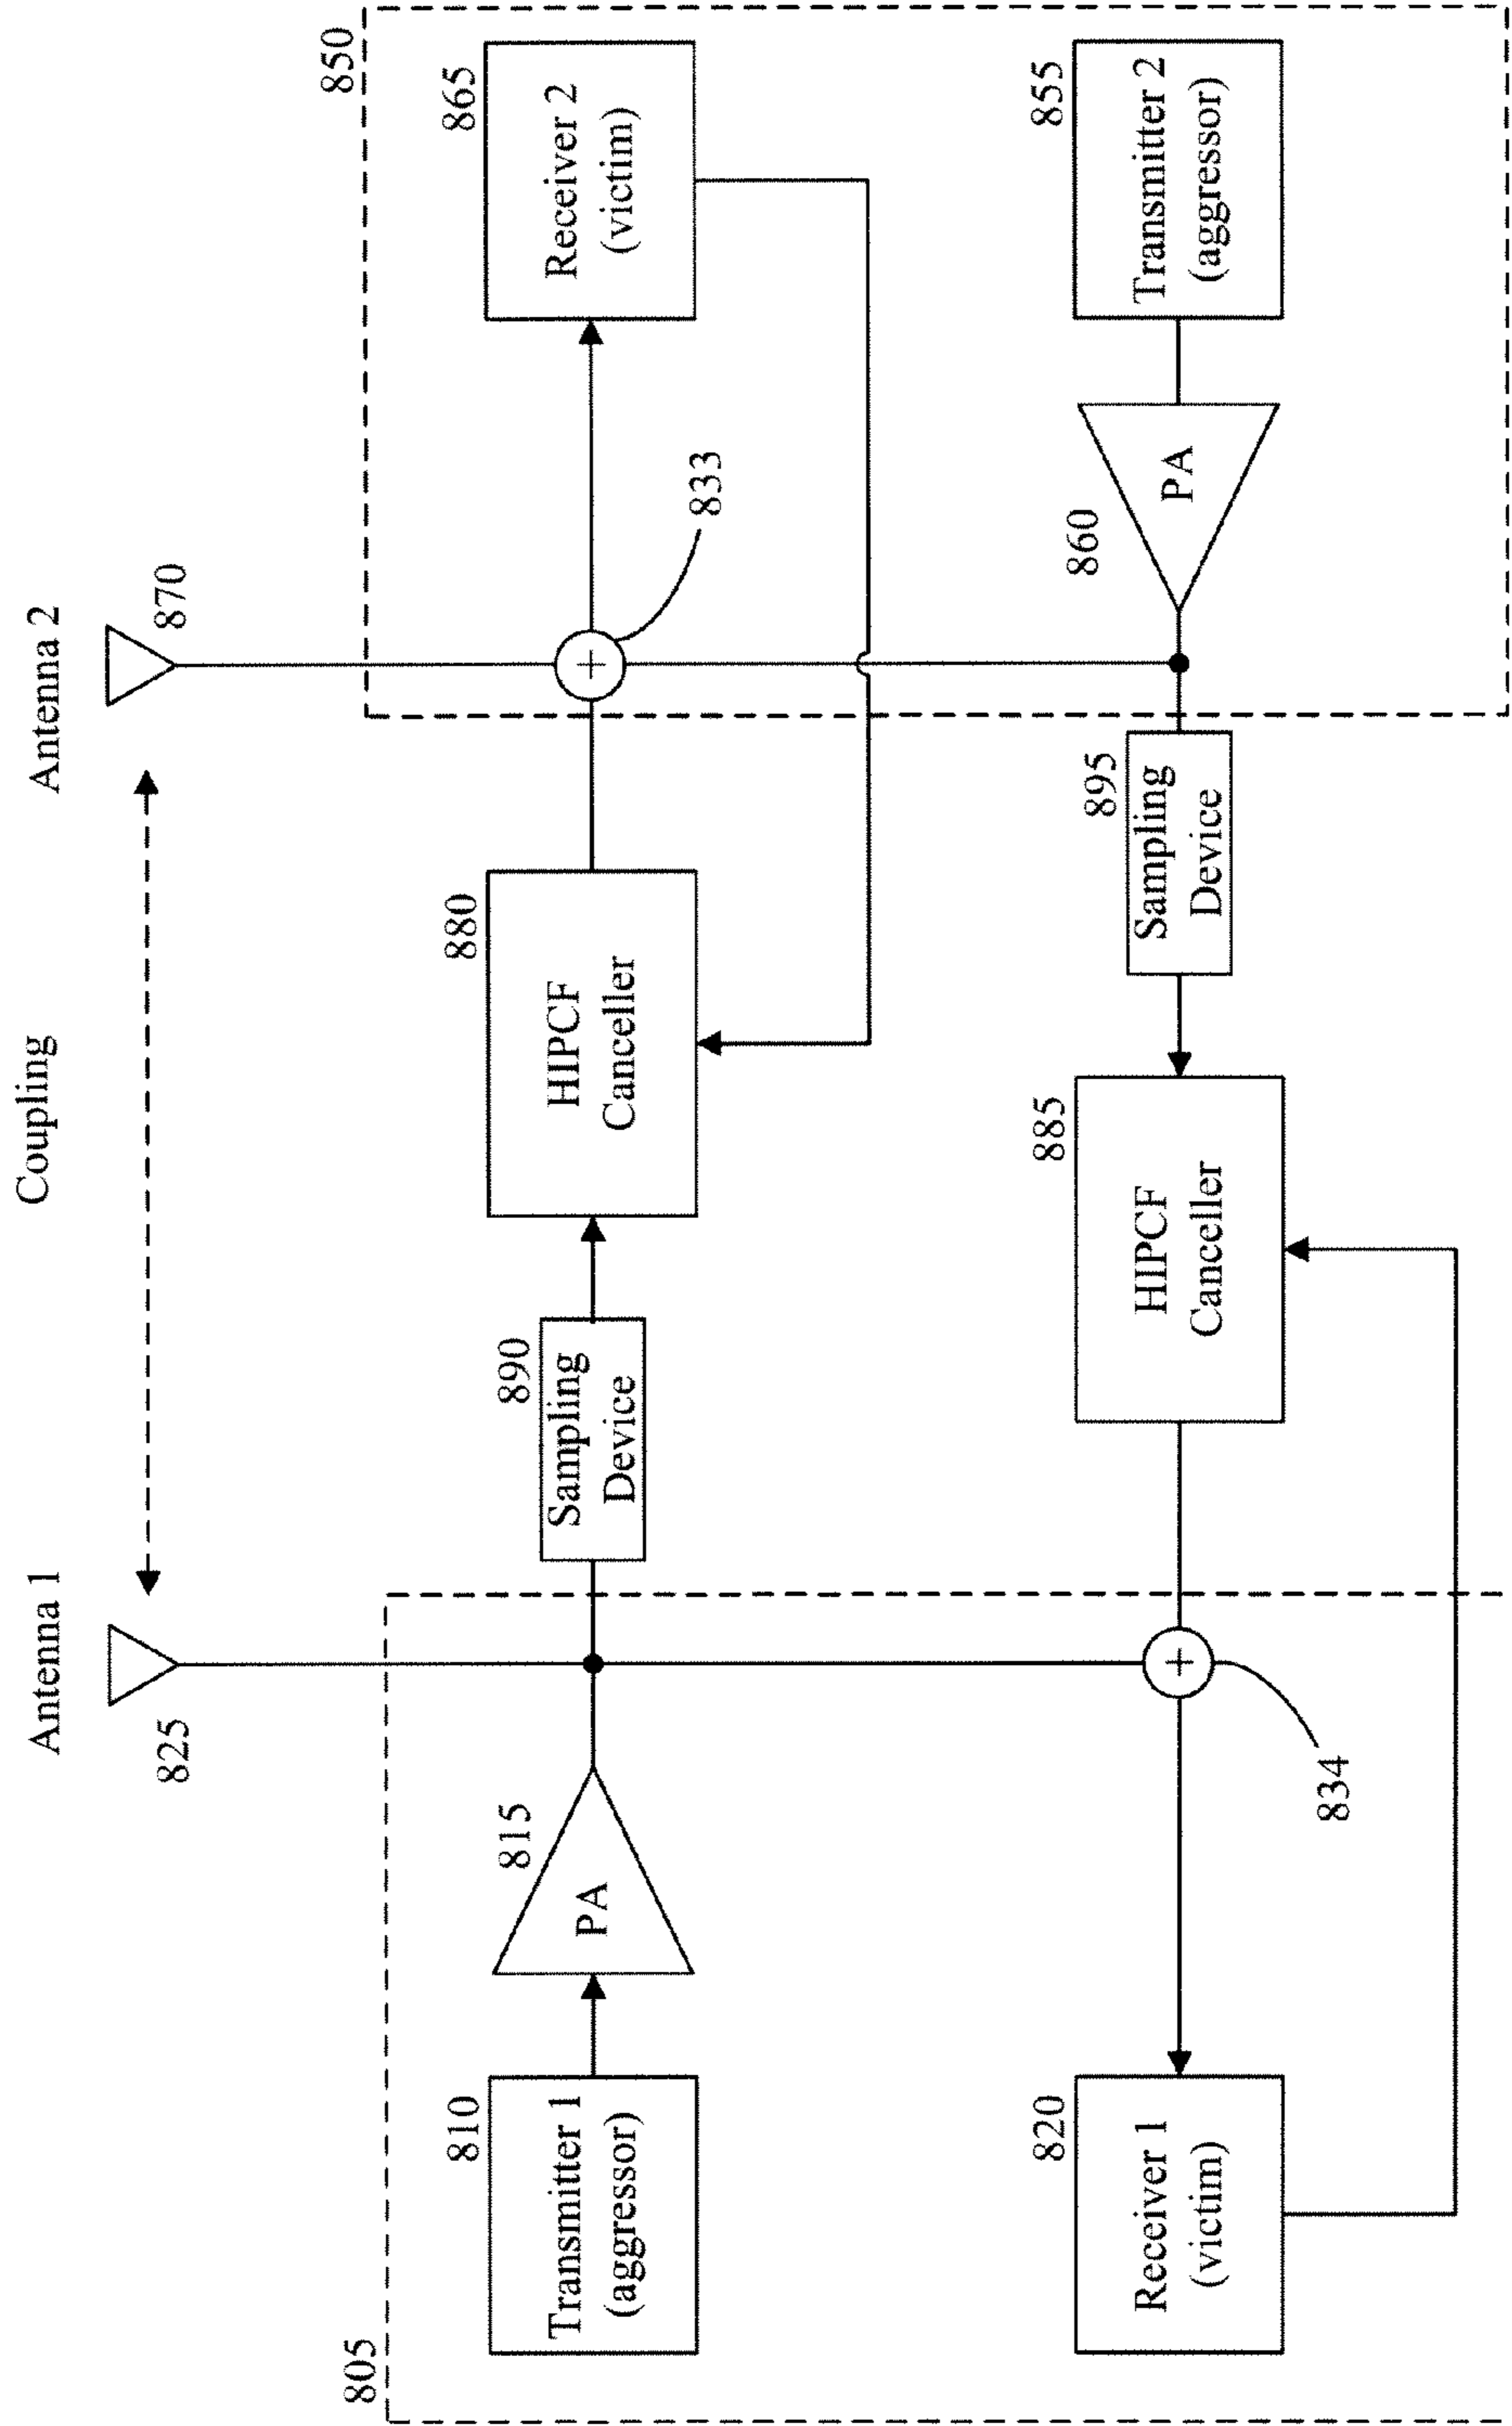 Antenna 1
Coupling
Antenna 2
825
870
805
850
810
Transmitter 1
(aggressor)
815
PA
890
Sampling
Device
880
HIPCF
Canceller
833
865
Receiver 2
(victim)
820
Receiver 1
(victim)
834
885
HIPCF
Canceller
895
Sampling
Device
860
PA
855
Transmitter 2
(aggressor)